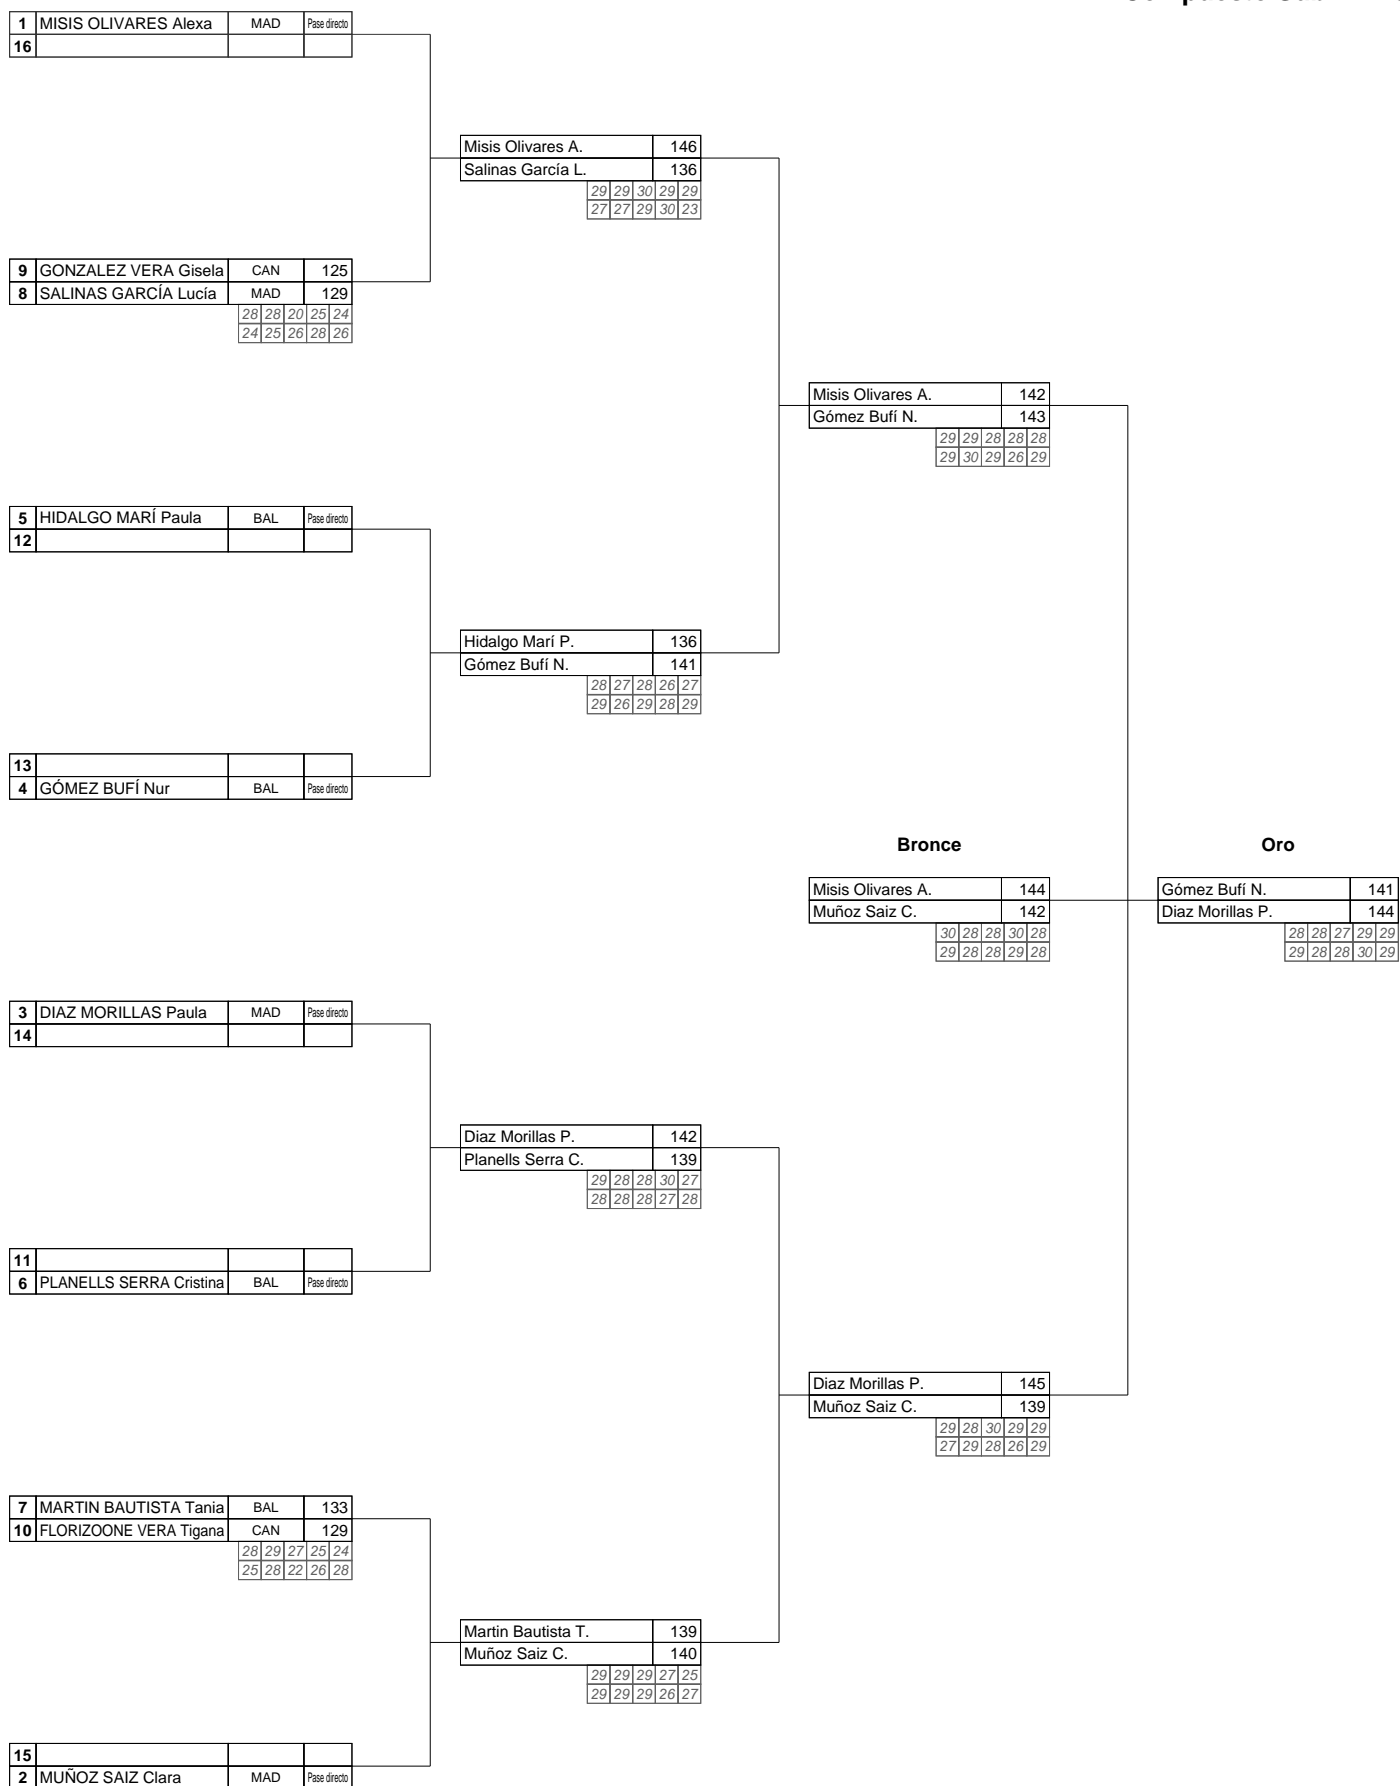 1 MISIS OLIVARES Alexa MAD Pase directo
16
Misis Olivares A. 146
Salinas García L. 136
29 29 30 29 29
27 27 29 30 23
9 GONZALEZ VERA Gisela CAN 125
8 SALINAS GARCÍA Lucía MAD 129
28 28 20 25 24
24 25 26 28 26
Misis Olivares A. 142
Gómez Bufí N. 143
29 29 28 28 28
29 30 29 26 29
5 HIDALGO MARÍ Paula BAL Pase directo
12
Hidalgo Marí P. 136
Gómez Bufí N. 141
28 27 28 26 27
29 26 29 28 29
13
4 GÓMEZ BUFÍ Nur BAL Pase directo
Bronce
Oro
Misis Olivares A. 144
Muñoz Saiz C. 142
30 28 28 30 28
29 28 28 29 28
Gómez Bufí N. 141
Diaz Morillas P. 144
28 28 27 29 29
29 28 28 30 29
3 DIAZ MORILLAS Paula MAD Pase directo
14
Diaz Morillas P. 142
Planells Serra C. 139
29 28 28 30 27
28 28 28 27 28
11
6 PLANELLS SERRA Cristina BAL Pase directo
Diaz Morillas P. 145
Muñoz Saiz C. 139
29 28 30 29 29
27 29 28 26 29
7 MARTIN BAUTISTA Tania BAL 133
10 FLORIZOONE VERA Tigana CAN 129
28 29 27 25 24
25 28 22 26 28
Martin Bautista T. 139
Muñoz Saiz C. 140
29 29 29 27 25
29 29 29 26 27
15
2 MUÑOZ SAIZ Clara MAD Pase directo